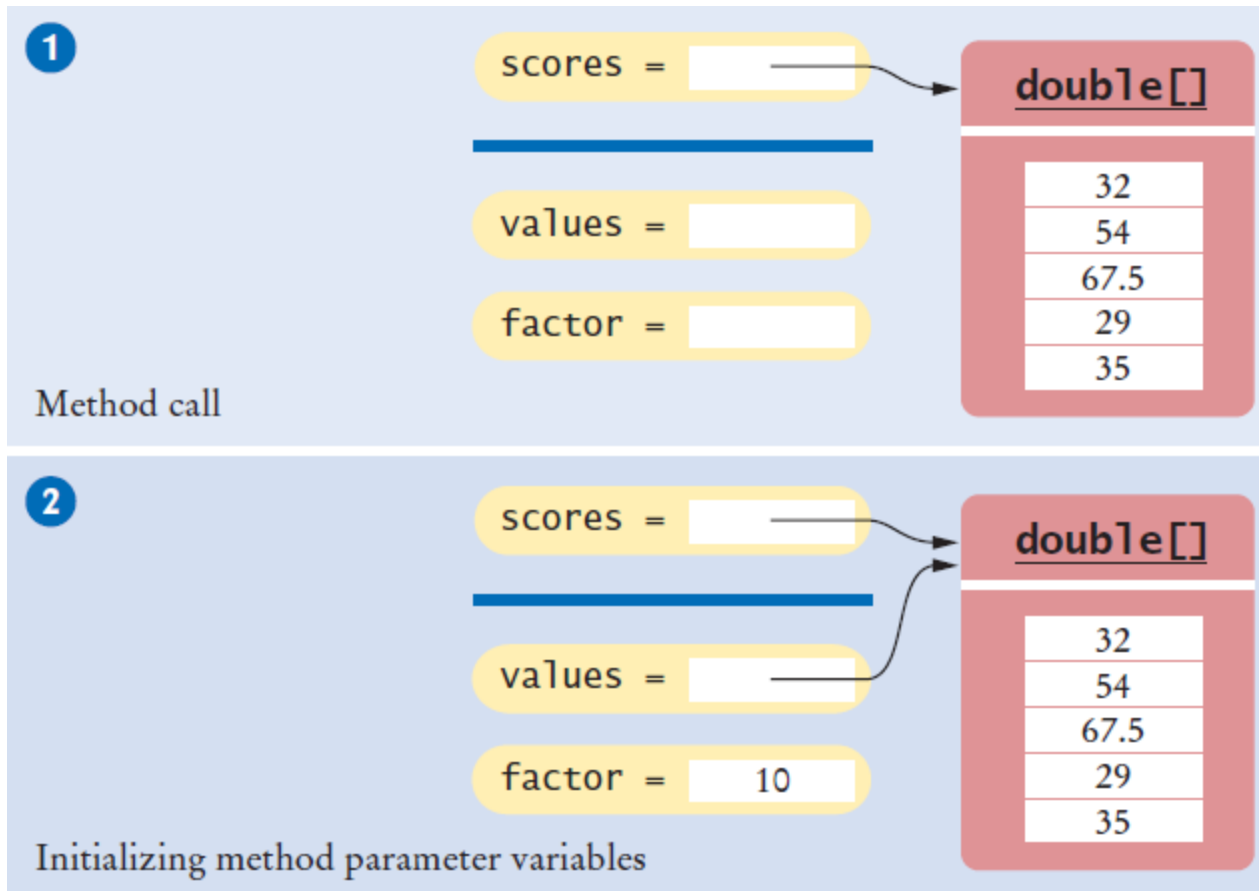 1
scores =
double[]
values =
factor =
32
54
67.5
29
35
Method call
2
scores =
double[]
values =
factor = 10
32
54
67.5
29
35
Initializing method parameter variables